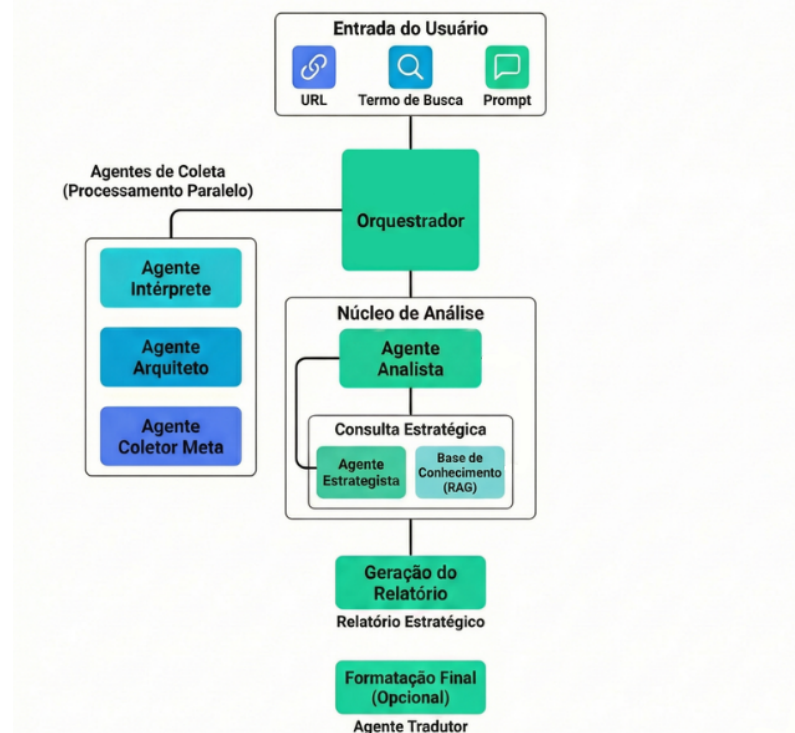 Entrada do Usuário
URL
Termo de Busca
Prompt
Agentes de Coleta
(Processamento Paralelo)
Orquestrador
Agente
Intérprete
Agente
Arquiteto
Agente
Coletor Meta
Núcleo de Análise
Agente
Analista
Consulta Estratégica
Agente
Estrategista
Base de
Conhecimento
(RAG)
Geração do
Relatório
Relatório Estratégico
Formatação Final
(Opcional)
Agente Tradutor